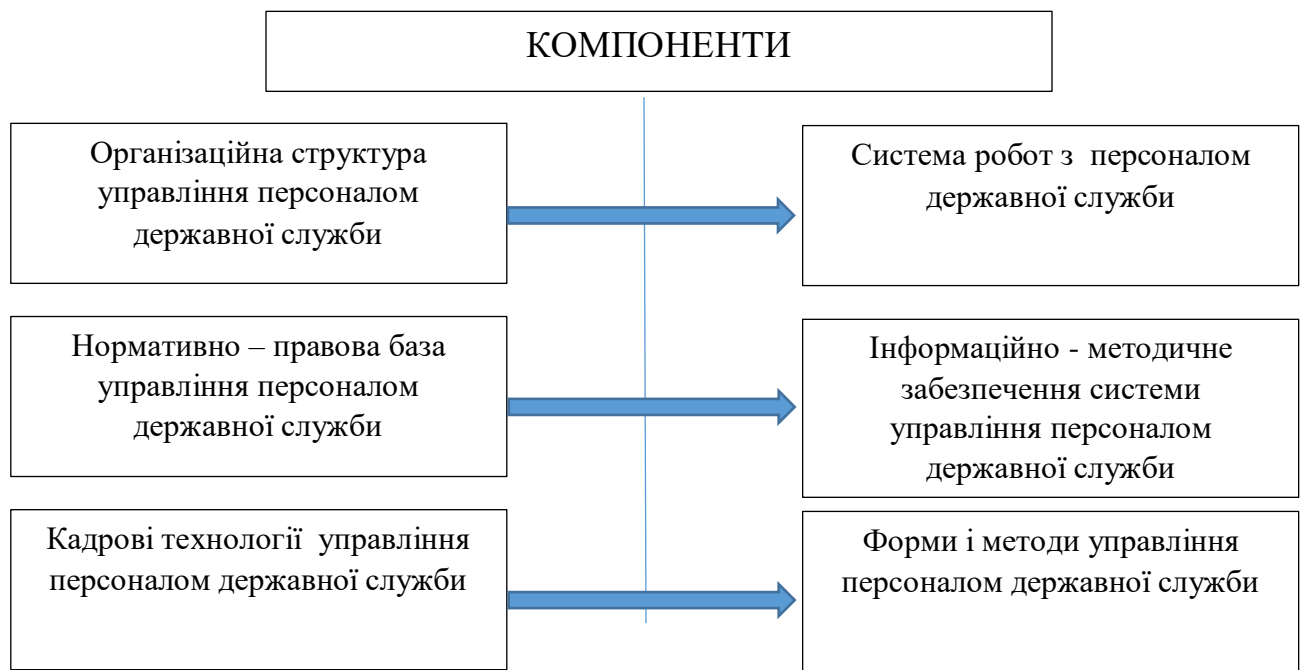 КОМПОНЕНТИ
Організаційна структура
управління персоналом
державної служби
Система робот з персоналом
державної служби
Нормативно – правова база
управління персоналом
державної служби
Інформаційно - методичне
забезпечення системи
управління персоналом
державної служби
Кадрові технології управління
персоналом державної служби
Форми і методи управління
персоналом державної служби